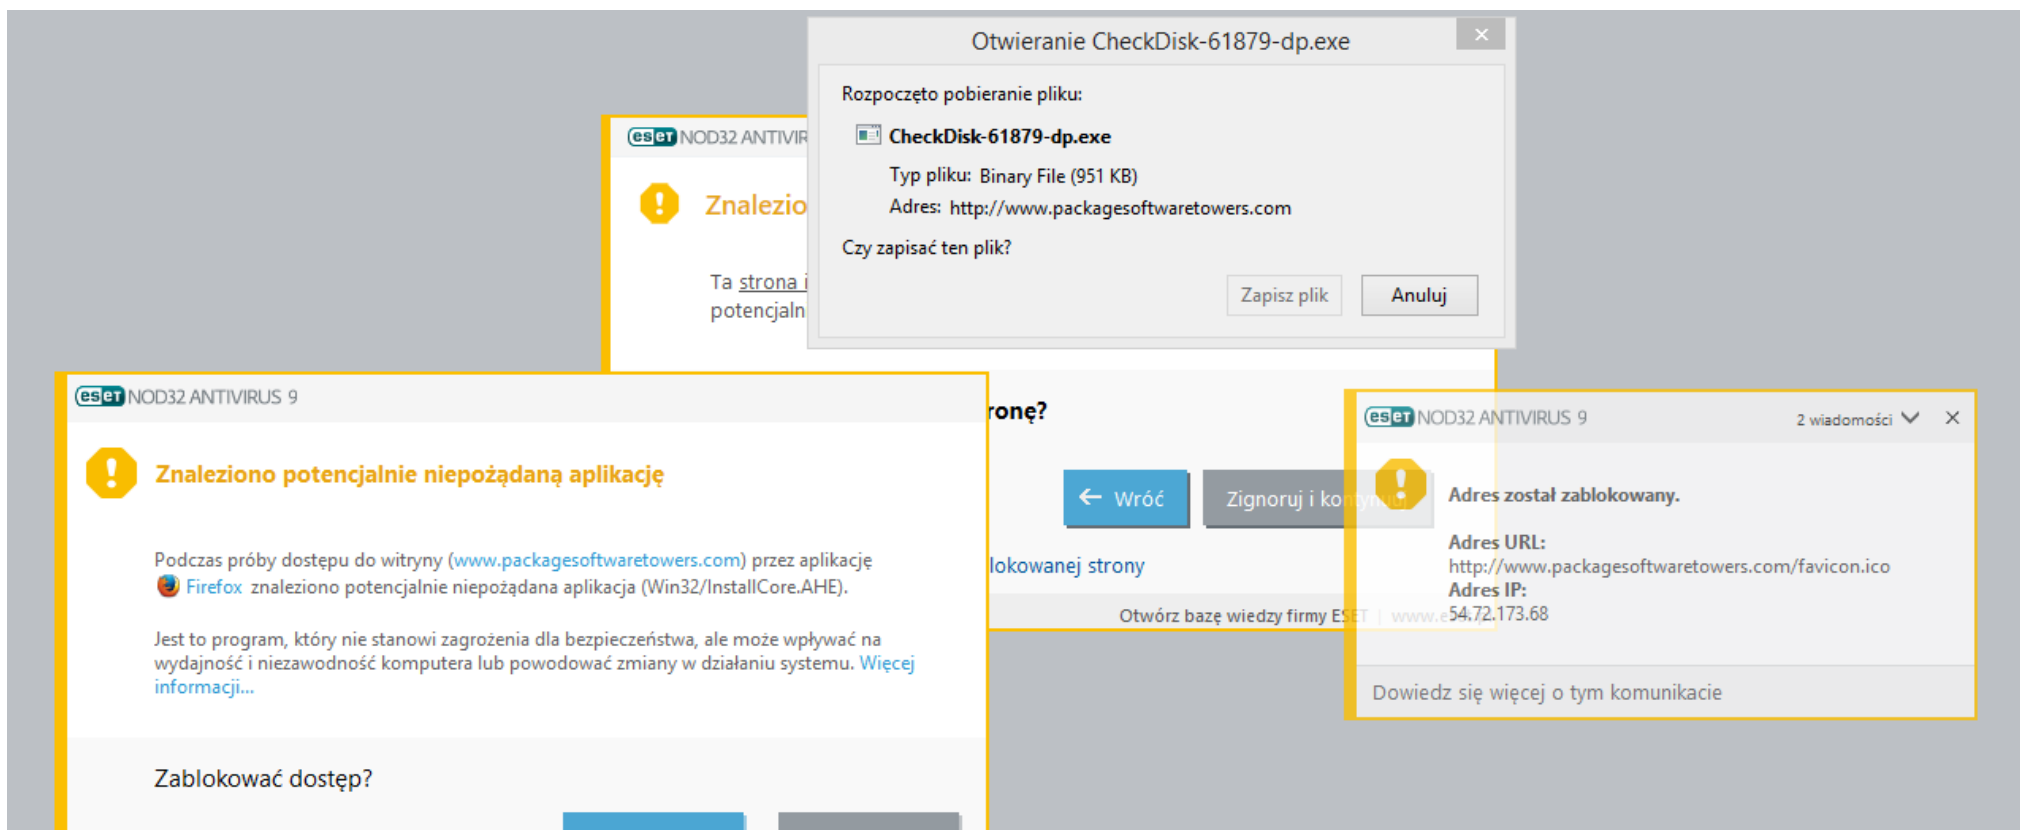 Otwieranie CheckDisk-61879-dp.exe
Rozpoczęto pobieranie pliku:
CheckDisk-61879-dp.exe
Typ pliku: Binary File (951 KB)
Adres: http://www.packagesoftwaretowers.com
Czy zapisać ten plik?
Zapisz plik
Anuluj
eset NOD32 ANTIVIR
Znalezio
Ta strona i
potencjaln
ronę?
Wróć
Zignoruj i kontynuuj
lokowanej strony
Otwórz bazę wiedzy firmy ESET | www.e
eset NOD32 ANTIVIRUS 9
Znaleziono potencjalnie niepożądaną aplikację
Podczas próby dostępu do witryny (www.packagesoftwaretowers.com) przez aplikację
Firefox znaleziono potencjalnie niepożądana aplikacja (Win32/InstallCore.AHE).
Jest to program, który nie stanowi zagrożenia dla bezpieczeństwa, ale może wpływać na
wydajność i niezawodność komputera lub powodować zmiany w działaniu systemu. Więcej
informacji...
Zablokować dostęp?
eset NOD32 ANTIVIRUS 9
2 wiadomości
Adres został zablokowany.
Adres URL:
http://www.packagesoftwaretowers.com/favicon.ico
Adres IP:
54.72.173.68
Dowiedz się więcej o tym komunikacie